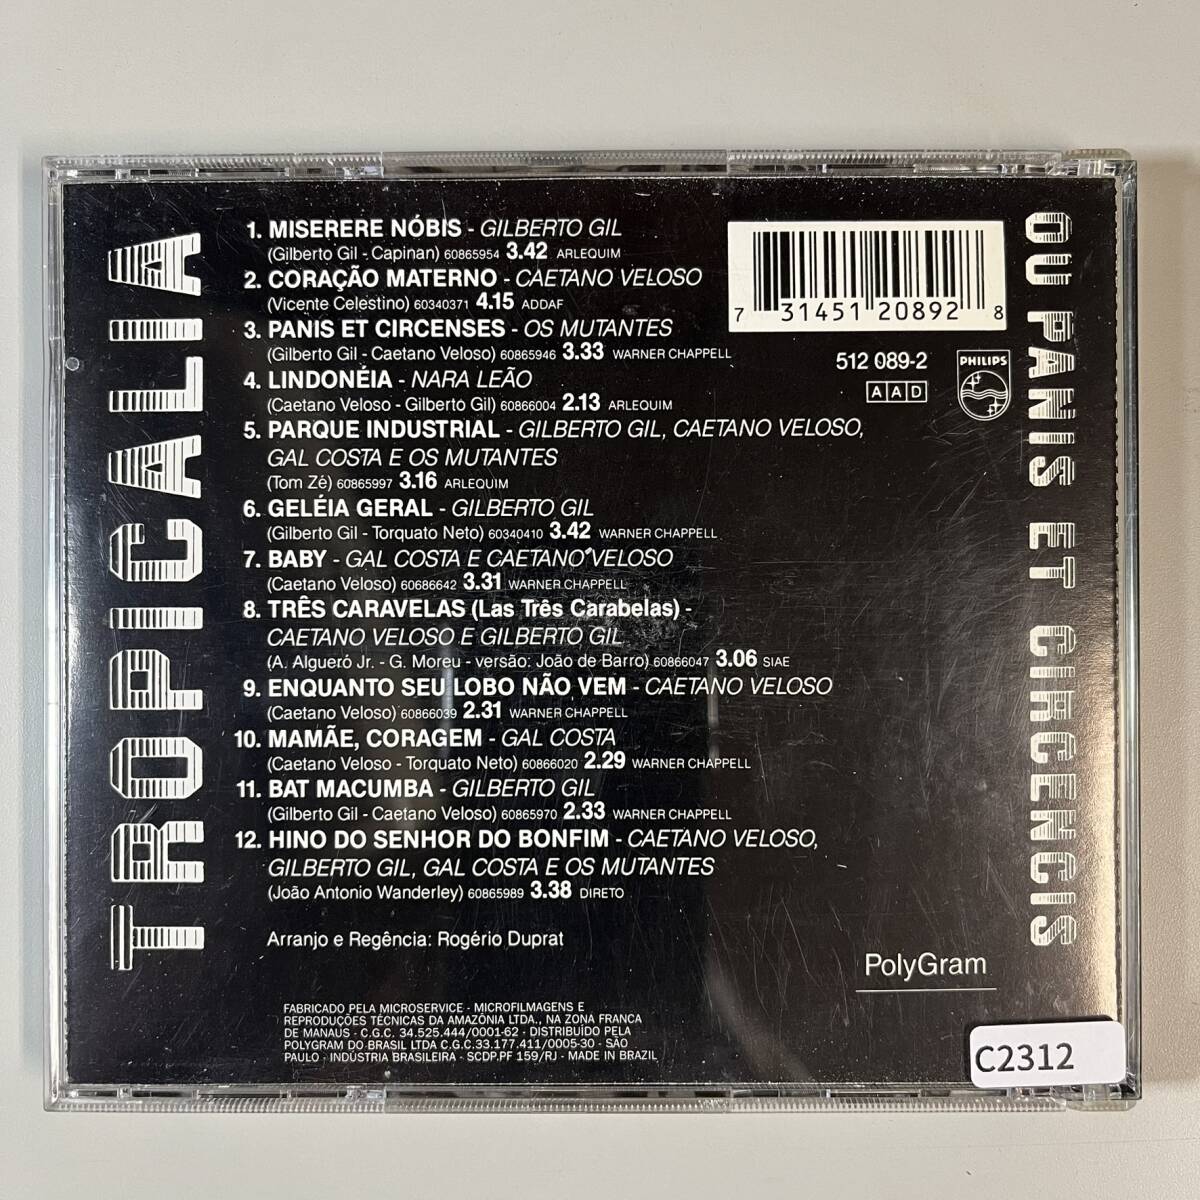 TROPICALIA
1. MISERERE NÓBIS - GILBERTO GIL
(Gilberto Gil - Capinan) 60865954 3.42 ARLEQUIM
2. CORAÇÃO MATERNO - CAETANO VELOSO
(Vicente Celestino) 60340371 4.15 ADDAF
3. PANIS ET CIRCENSES - OS MUTANTES
(Gilberto Gil - Caetano Veloso) 60865946 3.33 WARNER CHAPPELL
4. LINDONÉIA - NARA LEÃO
(Caetano Veloso - Gilberto Gil) 60866004 2.13 ARLEQUIM
5. PARQUE INDUSTRIAL - GILBERTO GIL, CAETANO VELOSO,
GAL COSTA E OS MUTANTES
(Tom Zé) 60865997 3.16 ARLEQUIM
6. GELÉIA GERAL - GILBERTO GIL
(Gilberto Gil - Torquato Neto) 60340410 3.42 WARNER CHAPPELL
7. BABY - GAL COSTA E CAETANO VELOSO
(Caetano Veloso) 60686642 3.31 WARNER CHAPPELL
8. TRÊS CARAVELAS (Las Três Carabelas) -
CAETANO VELOSO E GILBERTO GIL
(A. Algueró Jr. - G. Moreu - versão: João de Barro) 60866047 3.06 SIAE
9. ENQUANTO SEU LOBO NÃO VEM - CAETANO VELOSO
(Caetano Veloso) 60866039 2.31 WARNER CHAPPELL
10. MAMÃE, CORAGEM - GAL COSTA
(Caetano Veloso - Torquato Neto) 60866020 2.29 WARNER CHAPPELL
11. BAT MACUMBA - GILBERTO GIL
(Gilberto Gil - Caetano Veloso) 60865970 2.33 WARNER CHAPPELL
12. HINO DO SENHOR DO BONFIM - CAETANO VELOSO,
GILBERTO GIL, GAL COSTA E OS MUTANTES
(João Antonio Wanderley) 60865989 3.38 DIRETO
Arranjo e Regência: Rogério Duprat
FABRICADO PELA MICROSERVICE - MICROFILMAGENS E
REPRODUÇÕES TÉCNICAS DA AMAZÔNIA LTDA., NA ZONA FRANCA
DE MANAUS - C.G.C. 34.525.444/0001-62 - DISTRIBUÍDO PELA
POLYGRAM DO BRASIL LTDA C.G.C.33.177.411/0005-30 - SÃO
PAULO - INDÚSTRIA BRASILEIRA - SCDP.PF 159/RJ - MADE IN BRAZIL
7 31451 20892 8
512 089-2
AAD
PHILIPS
OU PANIS ET CIRCENCIS
PolyGram
C2312